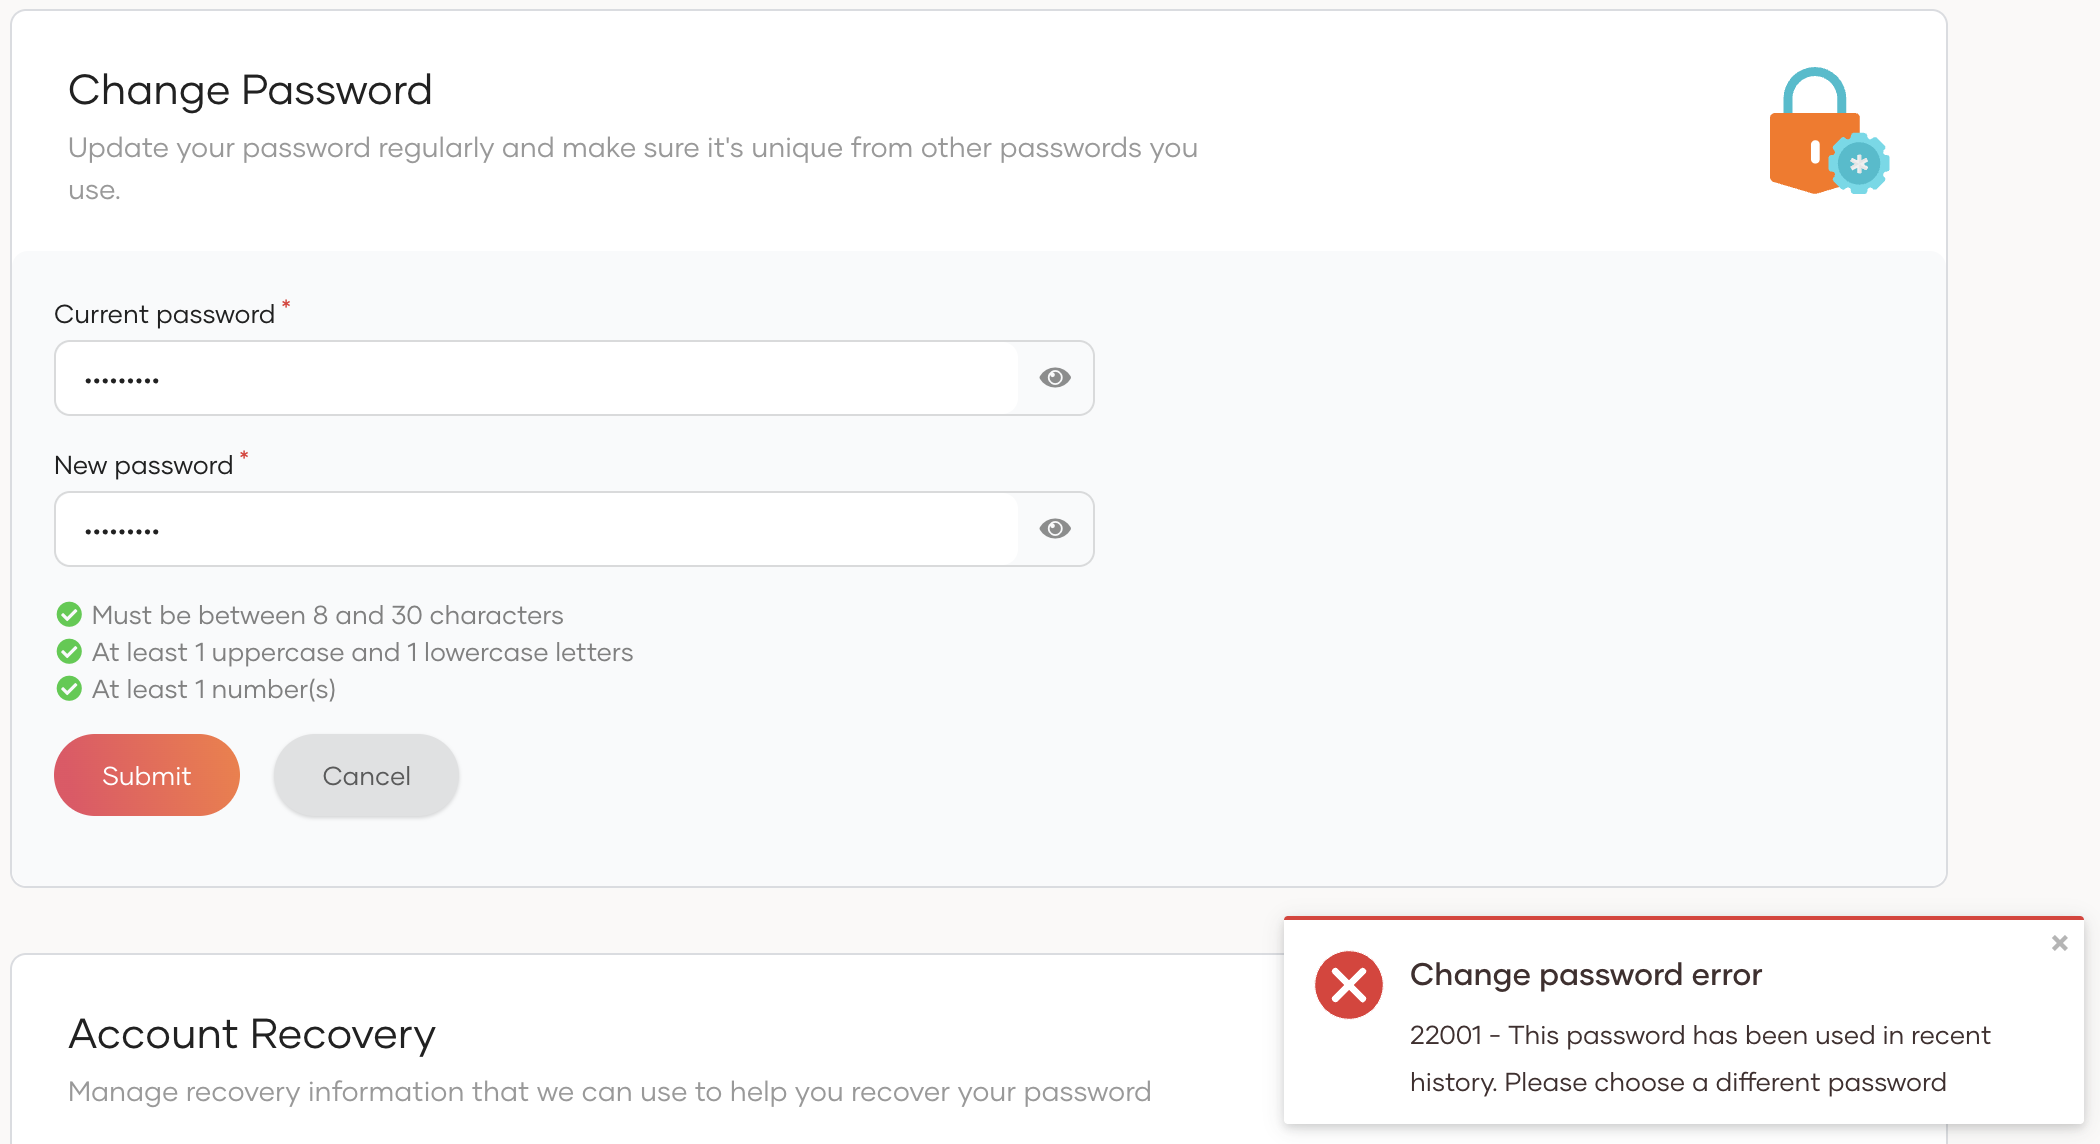 Change Password
Update your password regularly and make sure it's unique from other passwords you
use.
Current password *
•••••••••
New password *
•••••••••
Must be between 8 and 30 characters
At least 1 uppercase and 1 lowercase letters
At least 1 number(s)
Submit
Cancel
Account Recovery
Manage recovery information that we can use to help you recover your password
Change password error
22001 - This password has been used in recent
history. Please choose a different password